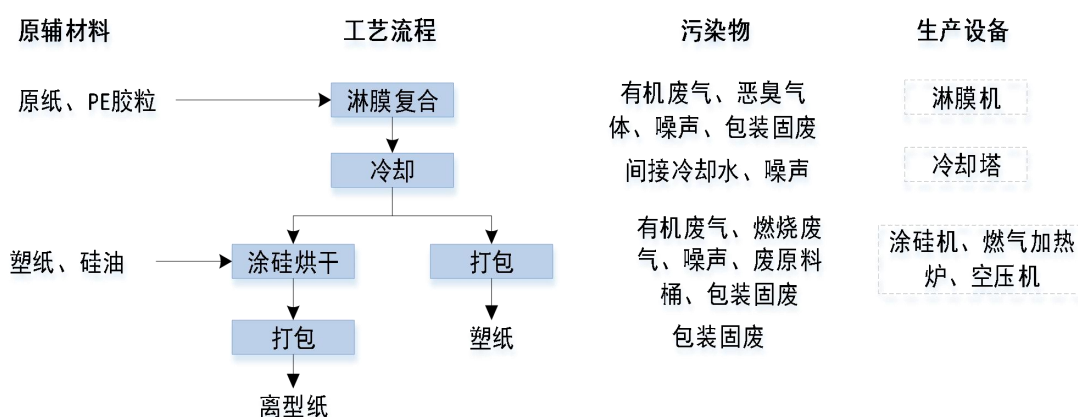 原辅材料
工艺流程
污染物
生产设备
原纸、PE胶粒
淋膜复合
有机废气、恶臭气
体、噪声、包装固废
淋膜机
冷却
间接冷却水、噪声
冷却塔
塑纸、硅油
涂硅烘干
打包
有机废气、燃烧废
气、噪声、废原料
桶、包装固废
涂硅机、燃气加热
炉、空压机
打包
塑纸
包装固废
离型纸